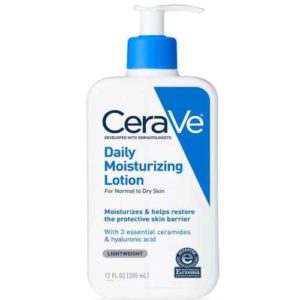 CeraVe
DEVELOPED WITH DERMATOLOGISTS
Daily
Moisturizing
Lotion
For Normal to Dry Skin
Moisturizes & helps restore
the protective skin barrier
With 3 essential ceramides
& hyaluronic acid
LIGHTWEIGHT
12 FL OZ (355 mL)
Eczema